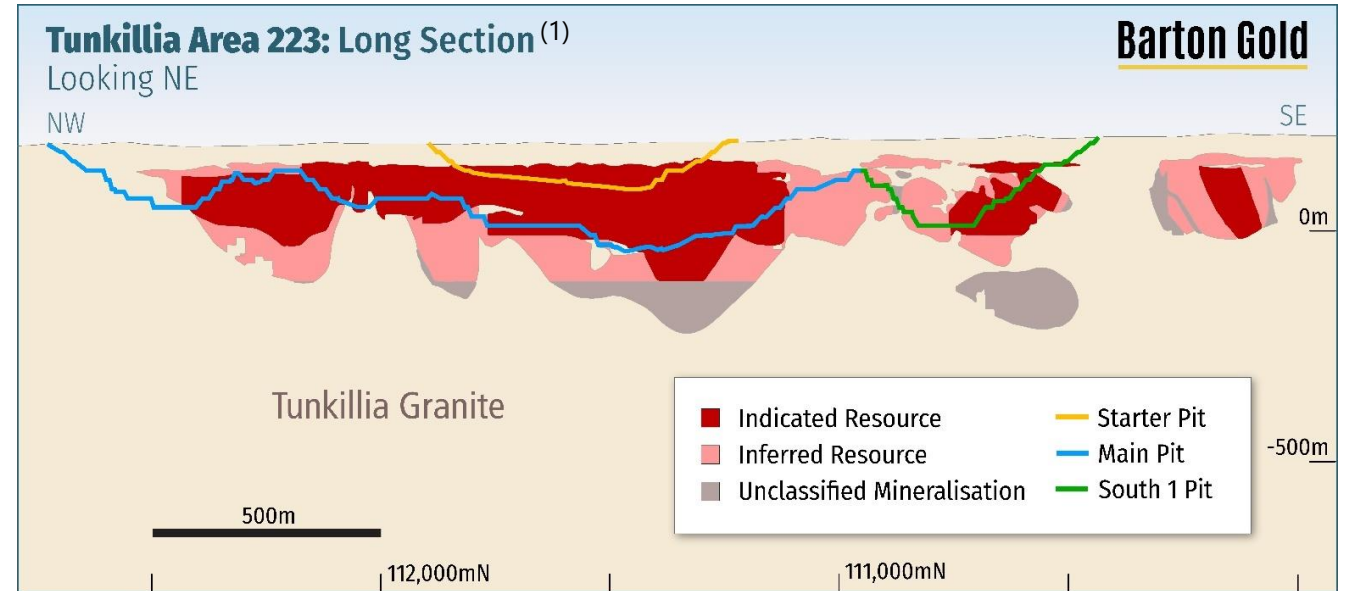 Tunkillia Area 223: Long Section (1)
Barton Gold
Looking NE
NW
SE
0m
Tunkillia Granite
Indicated Resource
Inferred Resource
Unclassified Mineralisation
Starter Pit
Main Pit
South 1 Pit
-500m
500m
112,000mN
111,000mN